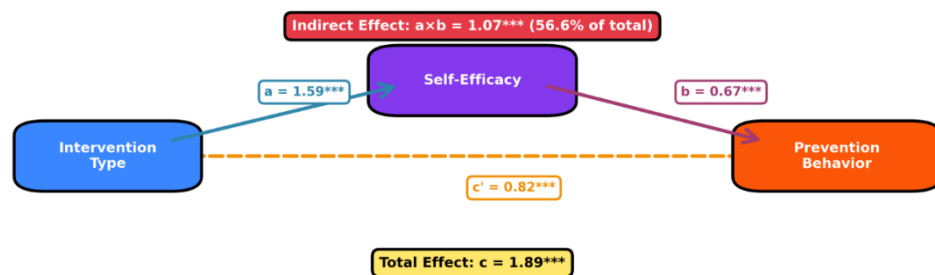 Indirect Effect: a×b = 1.07*** (56.6% of total)
Self-Efficacy
a = 1.59***
b = 0.67***
Intervention
Type
Prevention
Behavior
c' = 0.82***
Total Effect: c = 1.89***